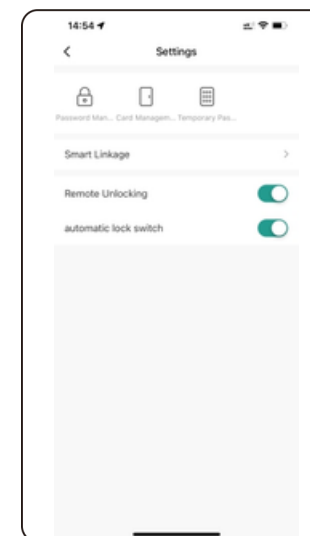 14:54
Settings
Password Man... Card Managem... Temporary Pas...
Smart Linkage
Remote Unlocking
automatic lock switch